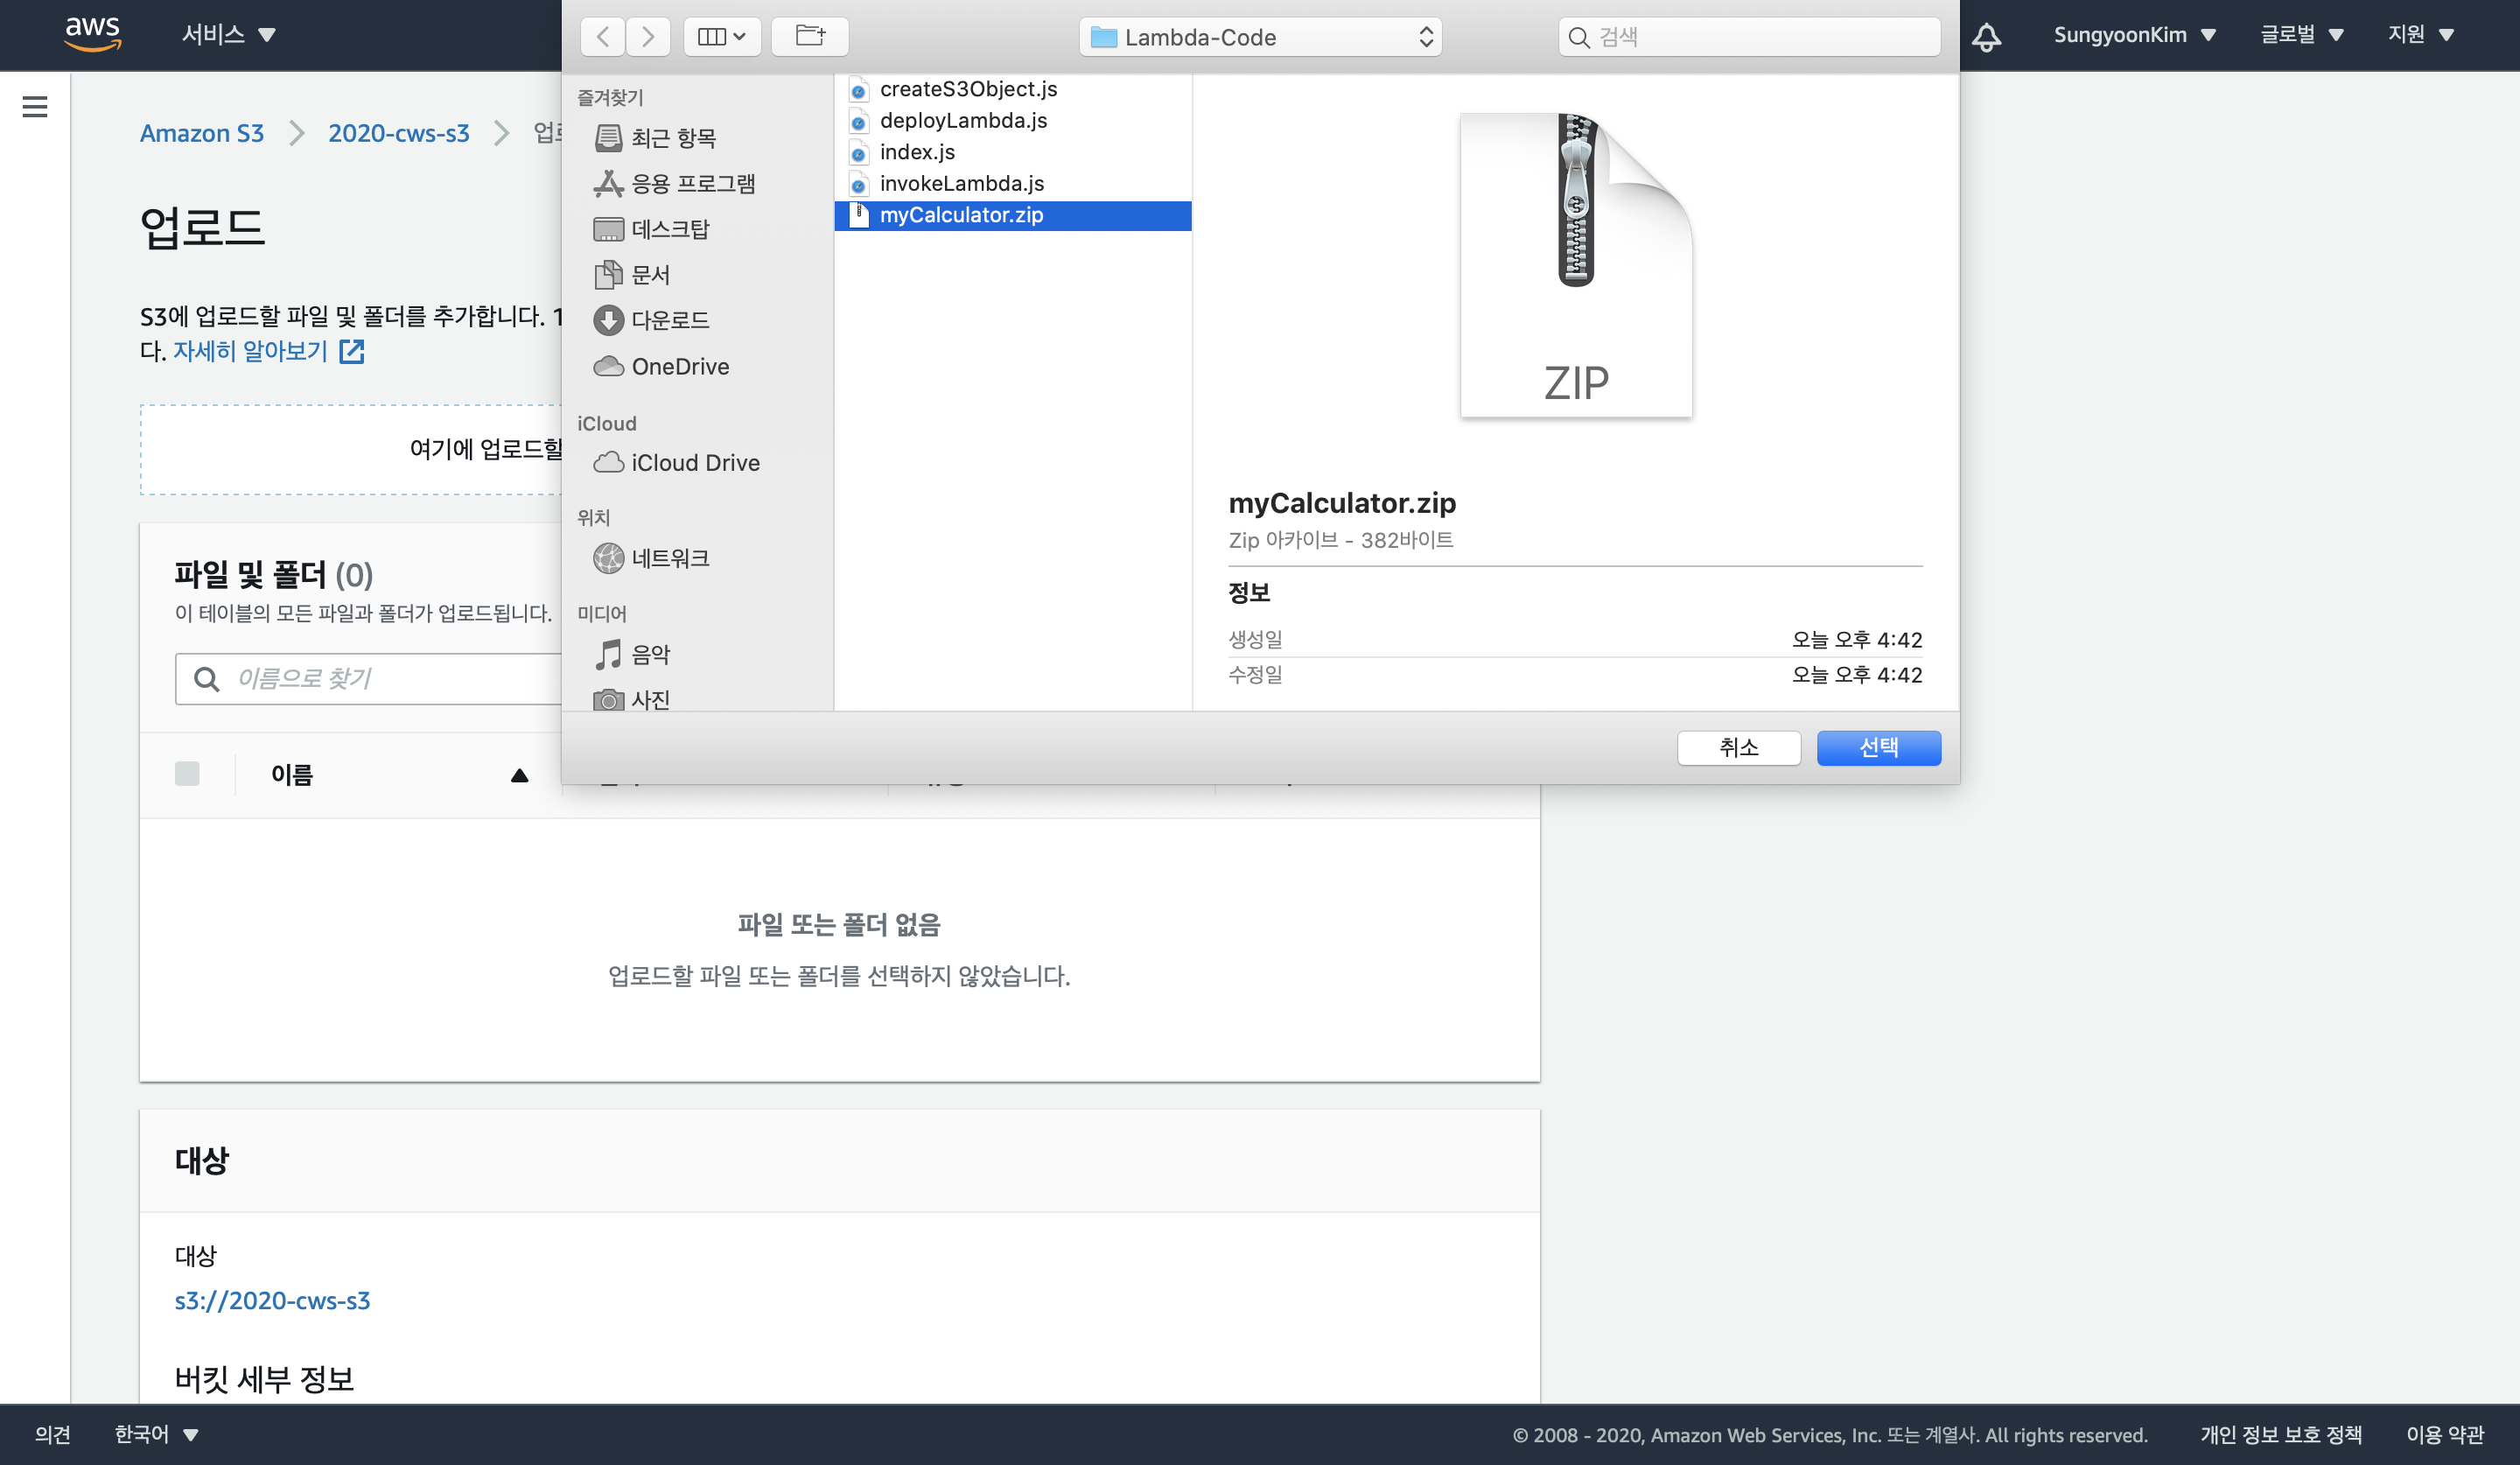 aws
서비스
Lambda-Code
검색
SungyoonKim
글로벌
지원
Amazon S3
2020-cws-s3
업로드
S3에 업로드할 파일 및 폴더를 추가합니다. 1
다. 자세히 알아보기
여기에 업로드할
파일 및 폴더 (0)
이 테이블의 모든 파일과 폴더가 업로드됩니다.
이름으로 찾기
이름
즐겨찾기
최근 항목
응용 프로그램
데스크탑
문서
다운로드
OneDrive
iCloud
iCloud Drive
위치
네트워크
미디어
음악
사진
createS3Object.js
deployLambda.js
index.js
invokeLambda.js
myCalculator.zip
ZIP
myCalculator.zip
Zip 아카이브 - 382바이트
정보
생성일 오늘 오후 4:42
수정일 오늘 오후 4:42
취소
선택
파일 또는 폴더 없음
업로드할 파일 또는 폴더를 선택하지 않았습니다.
대상
대상
s3://2020-cws-s3
버킷 세부 정보
의견
한국어
© 2008 - 2020, Amazon Web Services, Inc. 또는 계열사. All rights reserved.
개인 정보 보호 정책
이용 약관